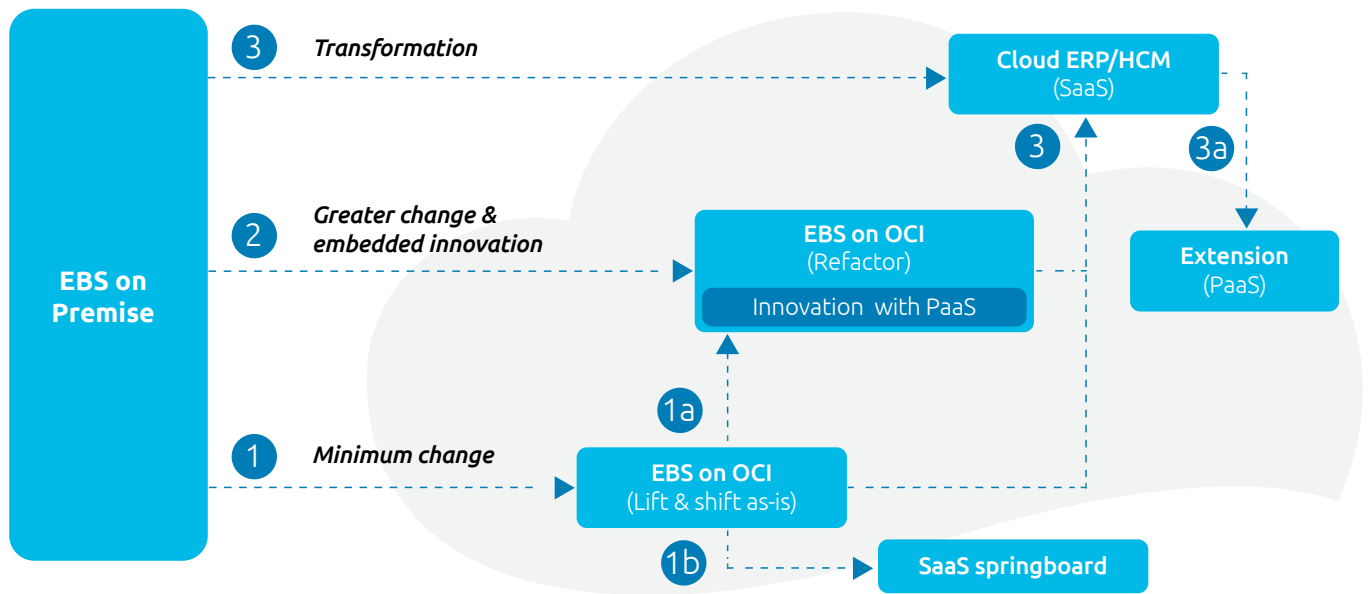 EBS on
Premise
3
Transformation
Cloud ERP/HCM
(SaaS)
3
3a
2
Greater change &
embedded innovation
EBS on OCI
(Refactor)
Innovation with PaaS
Extension
(PaaS)
1a
1
Minimum change
EBS on OCI
(Lift & shift as-is)
1b
SaaS springboard